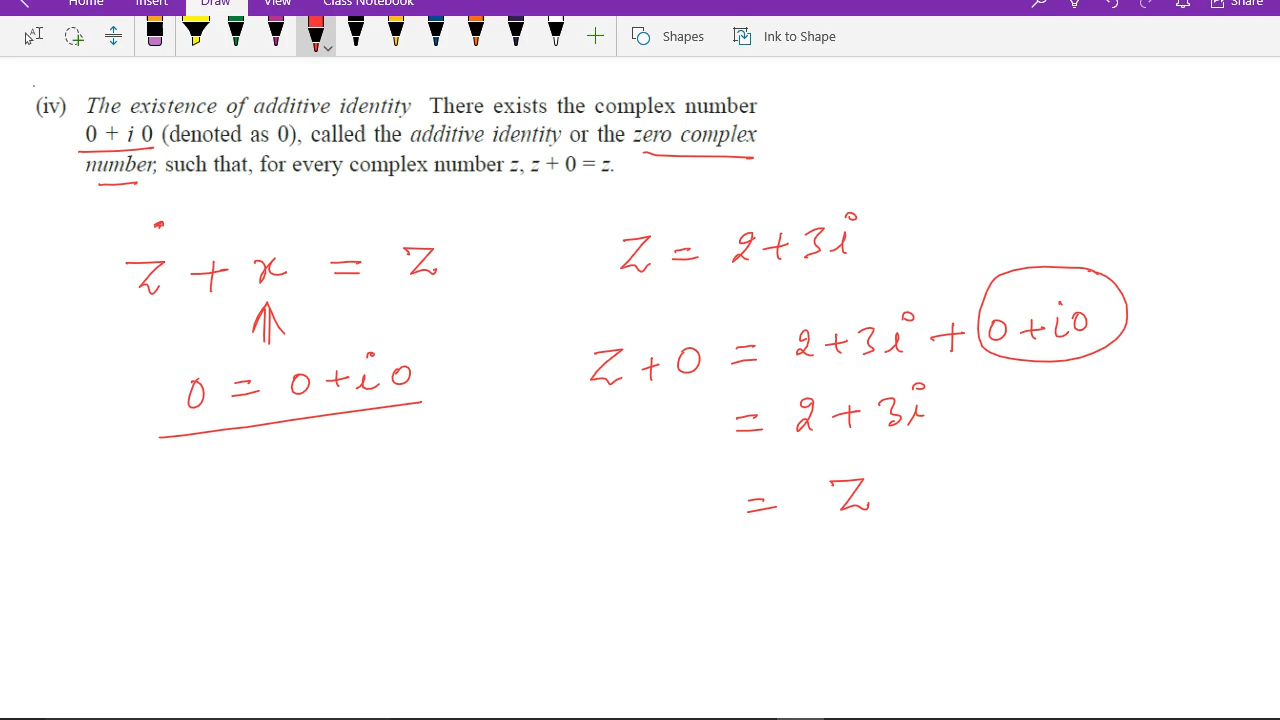 Home Insert Draw View Class Notebook Share
Shapes Ink to Shape
(iv) The existence of additive identity There exists the complex number
0 + i 0 (denoted as 0), called the additive identity or the zero complex
number, such that, for every complex number z, z + 0 = z.
z + x = z
0 = 0 + i0
z = 2 + 3i
z + 0 = 2 + 3i + 0 + i0
= 2 + 3i
= z